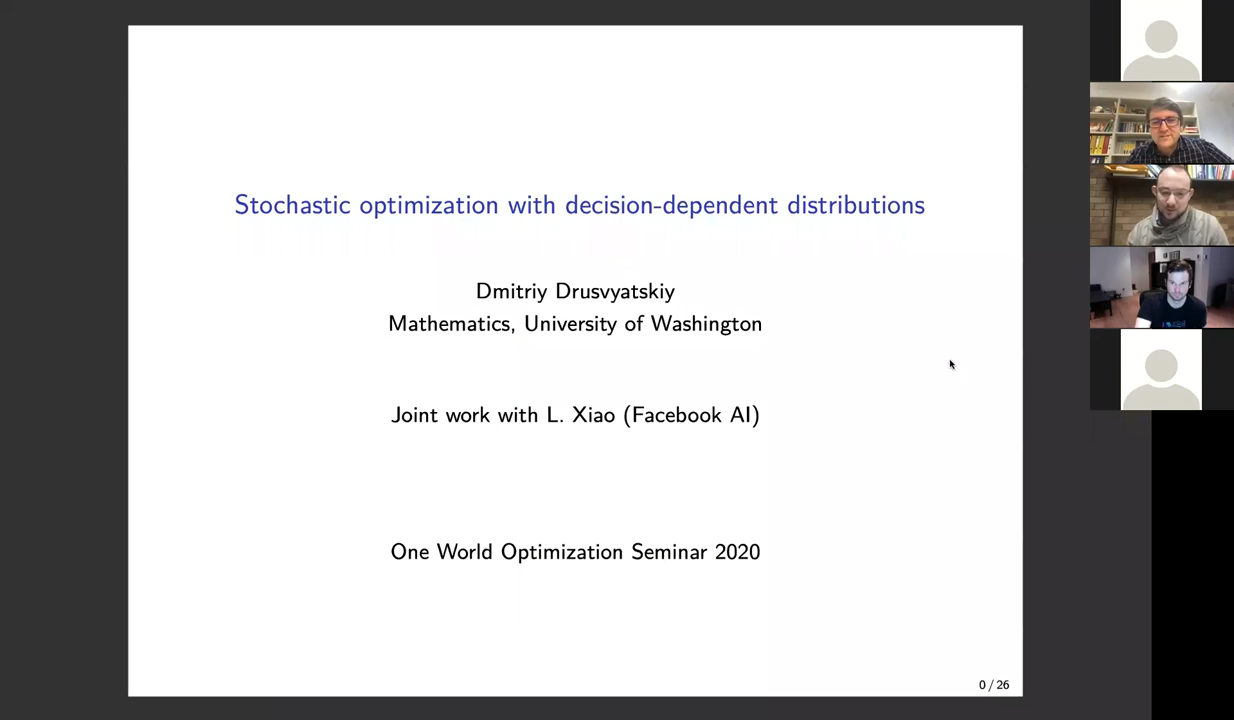 Stochastic optimization with decision-dependent distributions
Dmitriy Drusvyatskiy
Mathematics, University of Washington
Joint work with L. Xiao (Facebook AI)
One World Optimization Seminar 2020
0 / 26